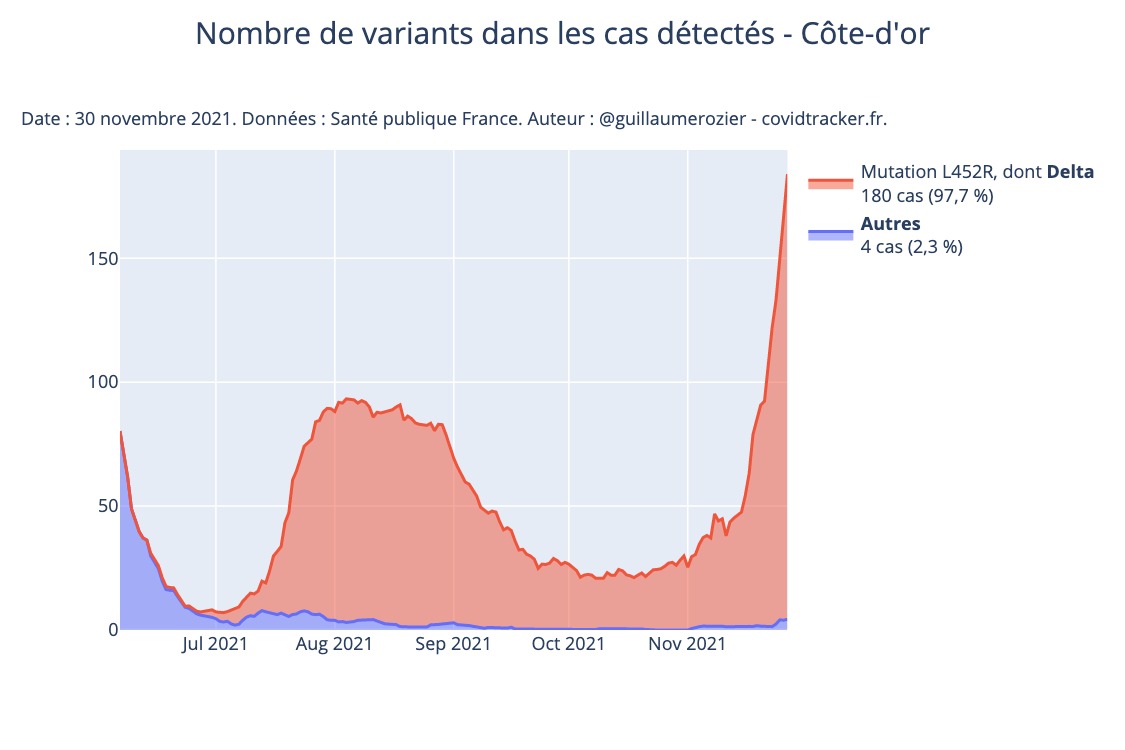 Nombre de variants dans les cas détectés - Côte-d'or
Date : 30 novembre 2021. Données : Santé publique France. Auteur : @guillaumerozier - covidtracker.fr.
Mutation L452R, dont Delta
180 cas (97,7 %)
Autres
4 cas (2,3 %)
150
100
50
0
Jul 2021
Aug 2021
Sep 2021
Oct 2021
Nov 2021